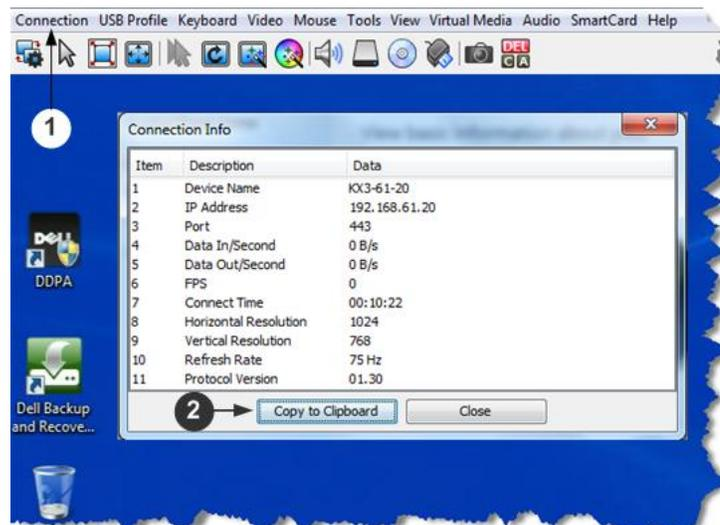 Connection USB Profile Keyboard Video Mouse Tools View Virtual Media Audio SmartCard Help
DEL
C A
1
Connection Info
Item Description Data
1 Device Name KX3-61-20
2 IP Address 192.168.61.20
3 Port 443
4 Data In/Second 0 B/s
5 Data Out/Second 0 B/s
6 FPS 0
7 Connect Time 00:10:22
8 Horizontal Resolution 1024
9 Vertical Resolution 768
10 Refresh Rate 75 Hz
11 Protocol Version 01.30
2 Copy to Clipboard Close
DELL
DDPA
Dell Backup
and Recove...